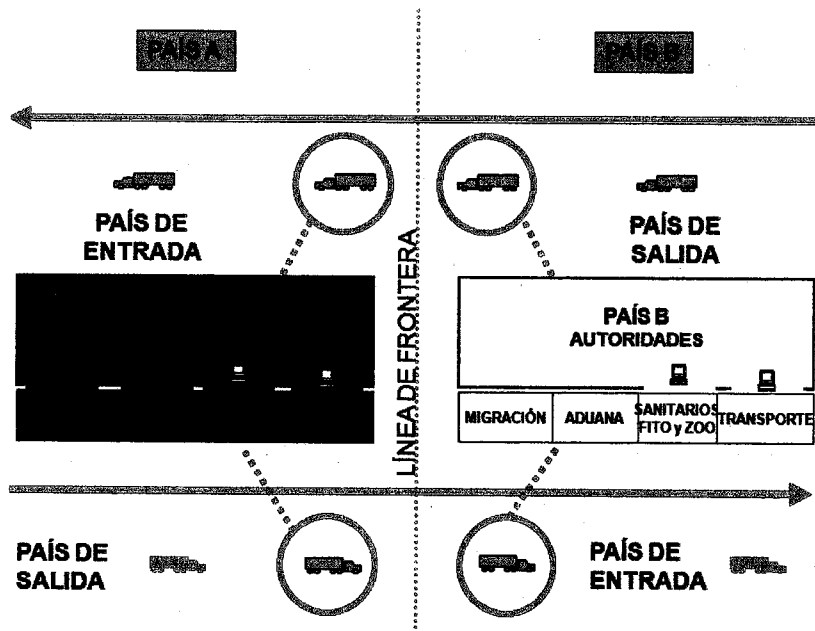 PAÍS A
PAÍS B
PAÍS DE
ENTRADA
PAÍS DE
SALIDA
LÍNEA DE FRONTERA
PAÍS B
AUTORIDADES
MIGRACIÓN
ADUANA
SANITARIOS
FITO y ZOO
TRANSPORTE
PAÍS DE
SALIDA
PAÍS DE
ENTRADA